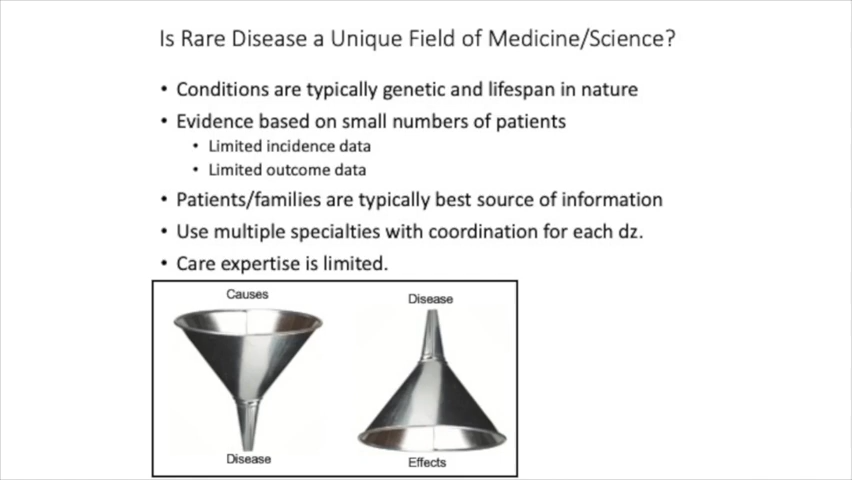 Is Rare Disease a Unique Field of Medicine/Science?
• Conditions are typically genetic and lifespan in nature
• Evidence based on small numbers of patients
• Limited incidence data
• Limited outcome data
• Patients/families are typically best source of information
• Use multiple specialties with coordination for each dz.
• Care expertise is limited.
Causes
Disease
Disease
Effects